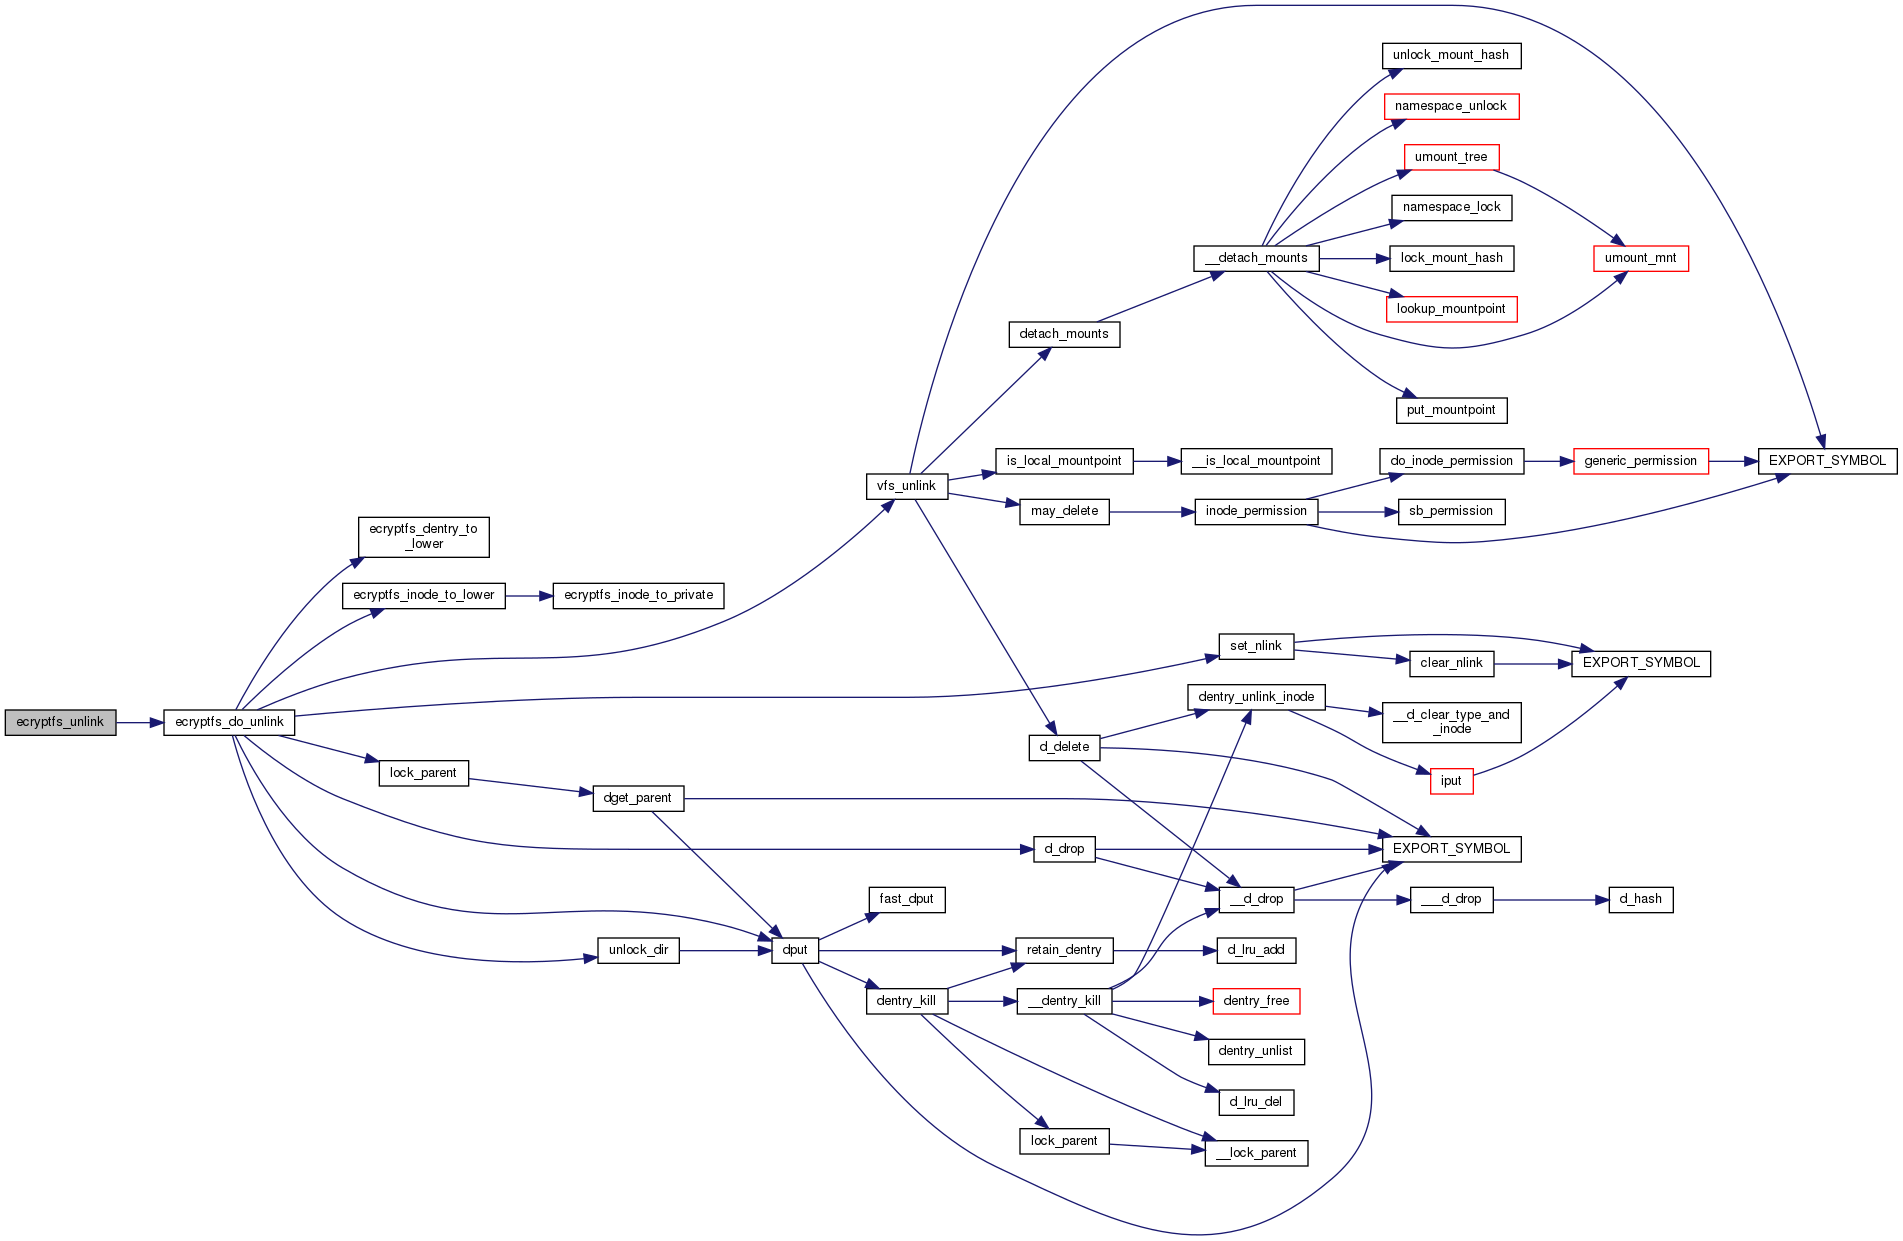 unlock_mount_hash
namespace_unlock
umount_tree
namespace_lock
__detach_mounts
lock_mount_hash
umount_mnt
lookup_mountpoint
detach_mounts
put_mountpoint
is_local_mountpoint
__is_local_mountpoint
do_inode_permission
generic_permission
EXPORT_SYMBOL
vfs_unlink
may_delete
inode_permission
sb_permission
ecryptfs_dentry_to
_lower
ecryptfs_inode_to_lower
ecryptfs_inode_to_private
set_nlink
clear_nlink
EXPORT_SYMBOL
dentry_unlink_inode
__d_clear_type_and
_inode
ecryptfs_unlink
ecryptfs_do_unlink
d_delete
lock_parent
iput
dget_parent
d_drop
EXPORT_SYMBOL
fast_dput
__d_drop
___d_drop
d_hash
unlock_dir
dput
retain_dentry
d_lru_add
dentry_kill
__dentry_kill
dentry_free
dentry_unlist
d_lru_del
lock_parent
__lock_parent